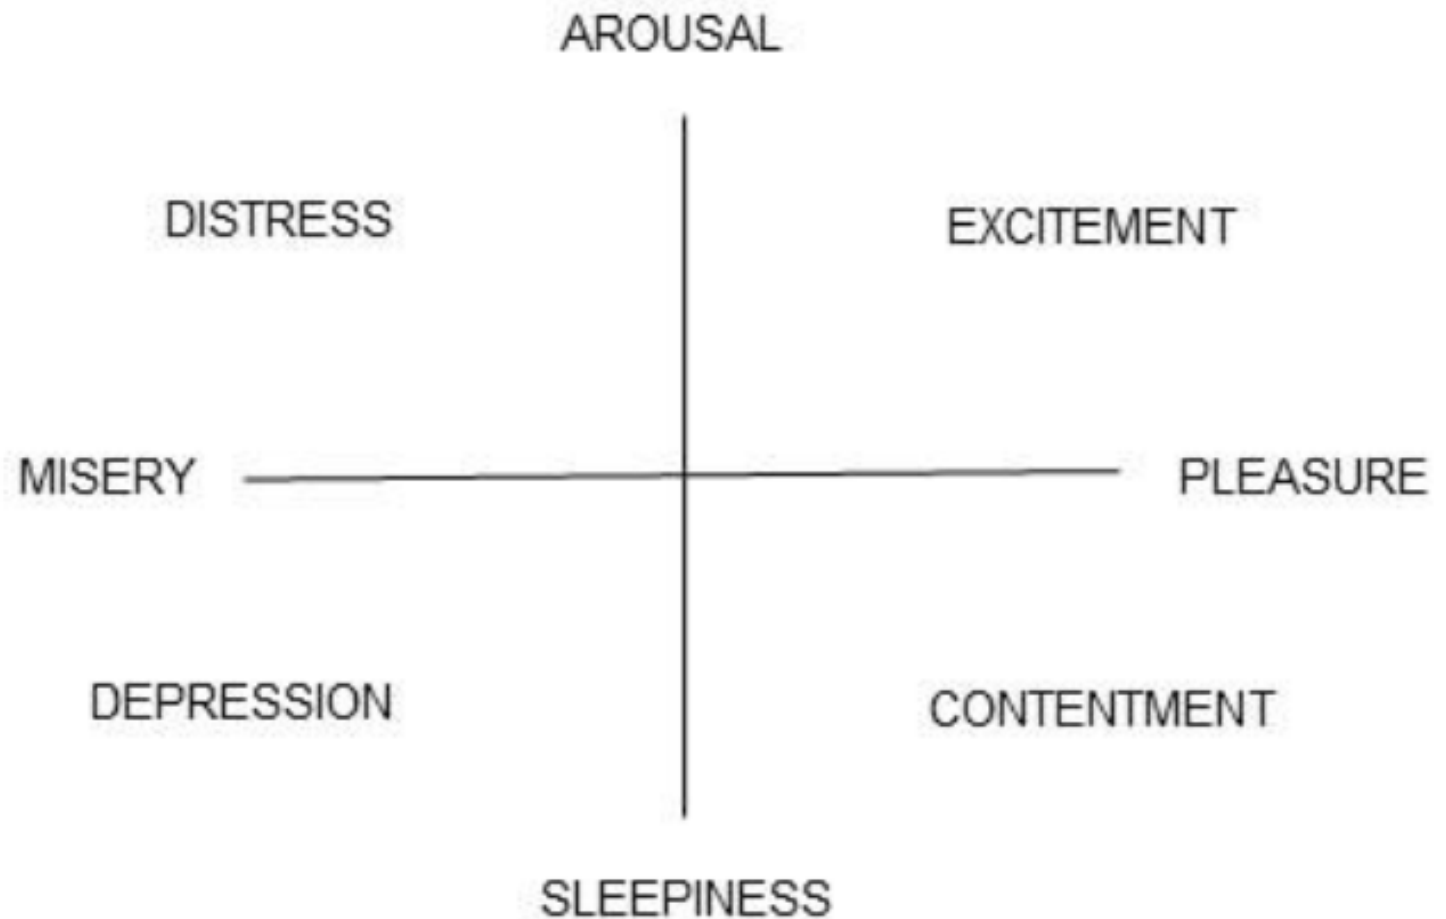 AROUSAL
DISTRESS
EXCITEMENT
MISERY
PLEASURE
DEPRESSION
CONTENTMENT
SLEEPINESS